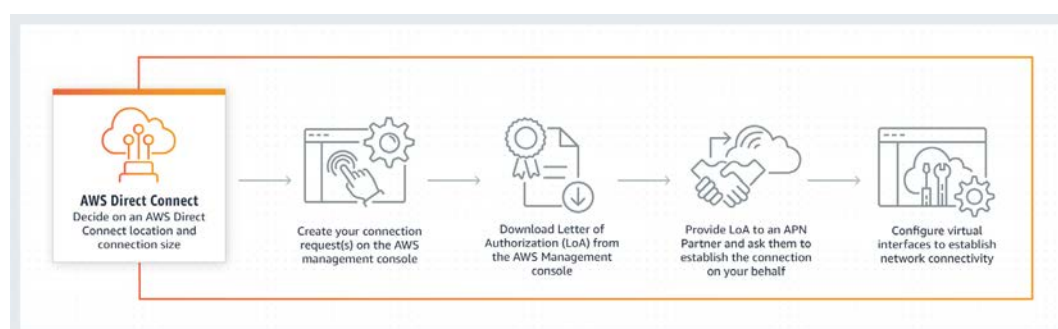 AWS Direct Connect
Decide on an AWS Direct
Connect location and
connection size
Create your connection
request(s) on the AWS
management console
Download Letter of
Authorization (LoA) from
the AWS Management
console
Provide LoA to an APN
Partner and ask them to
establish the connection
on your behalf
Configure virtual
interfaces to establish
network connectivity